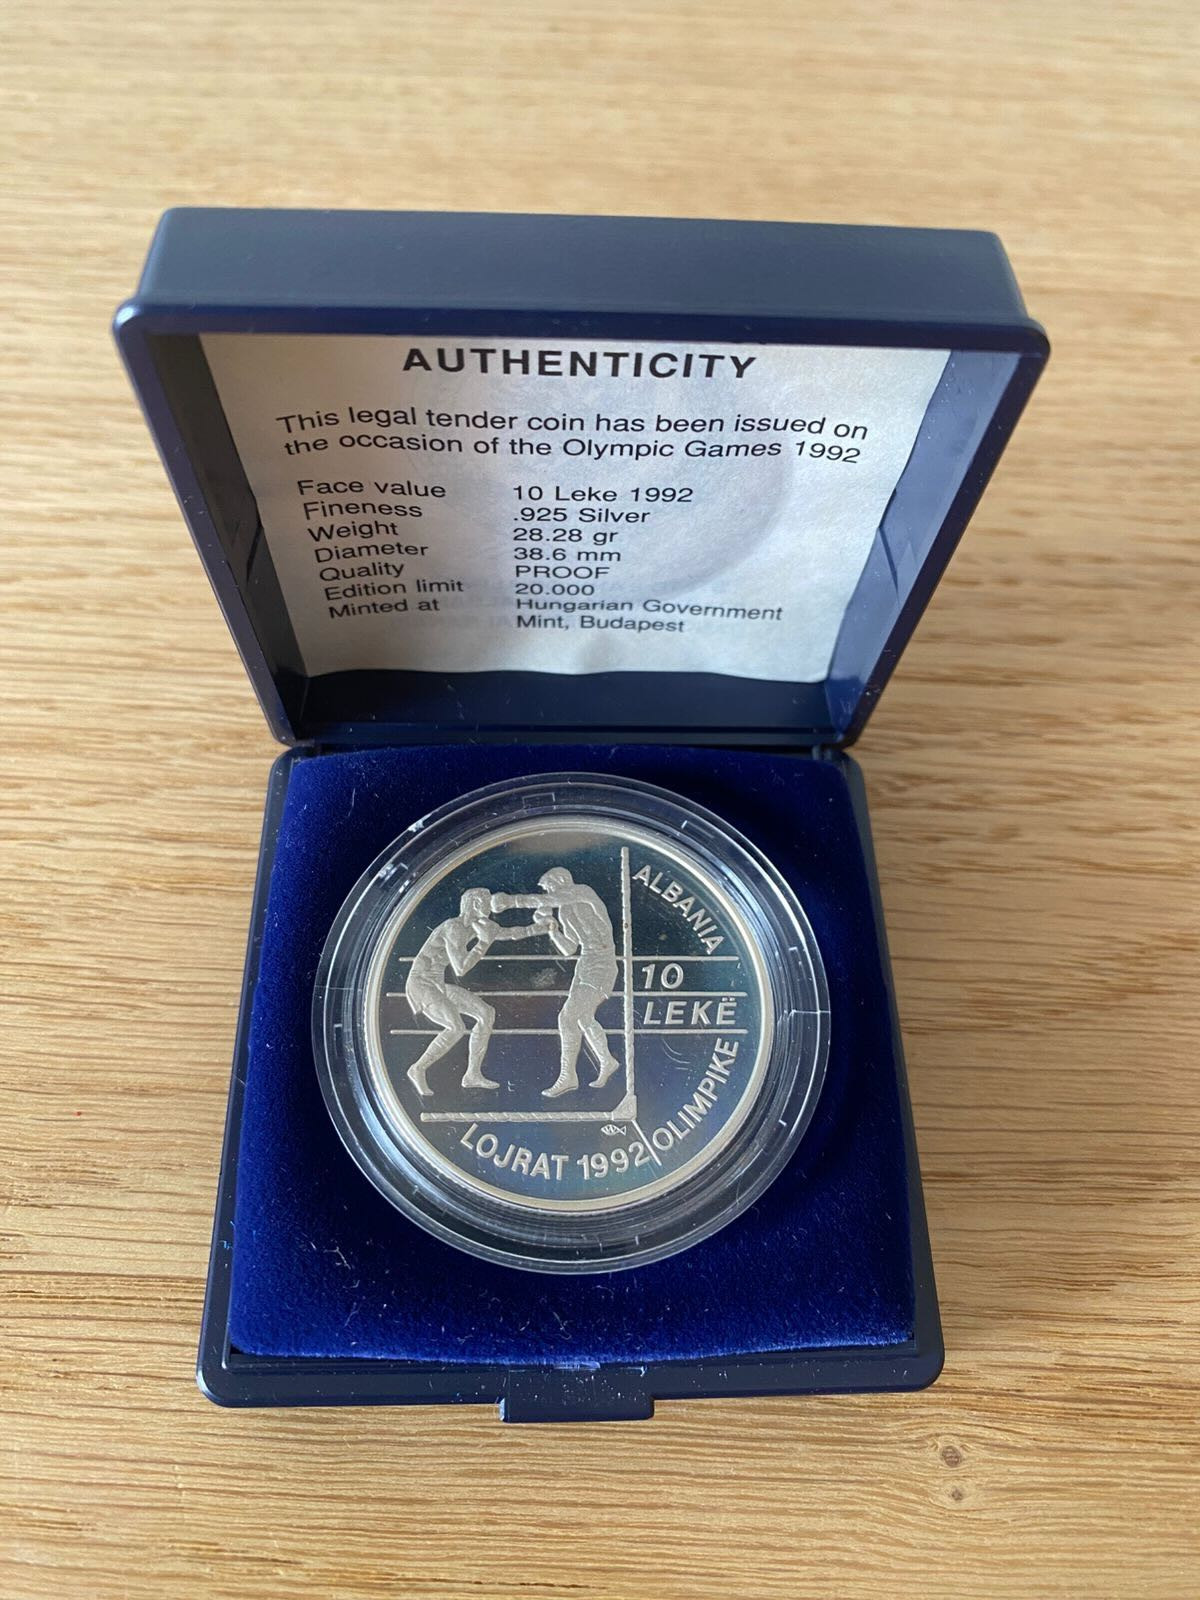 AUTHENTICITY
This legal tender coin has been issued on
the occasion of the Olympic Games 1992
Face value 10 Leke 1992
Fineness .925 Silver
Weight 28.28 gr
Diameter 38.6 mm
Quality PROOF
Edition limit 20.000
Minted at Hungarian Government
Mint, Budapest
ALBANIA
10
LEKË
LOJRAT 1992 OLIMPIKE